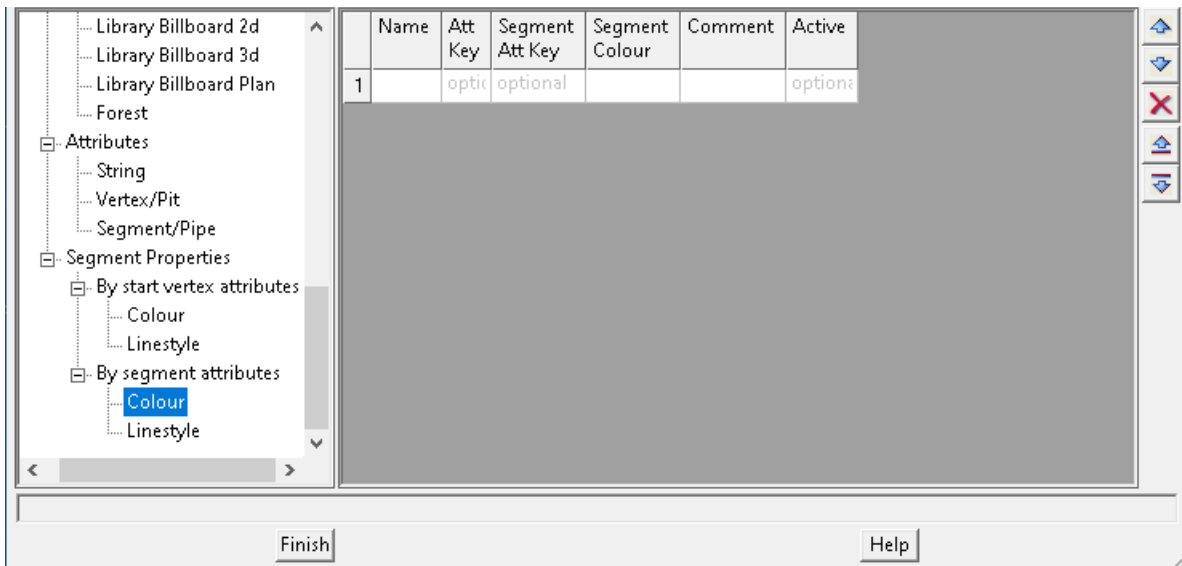 Library Billboard 2d
Library Billboard 3d
Library Billboard Plan
Forest
Attributes
String
Vertex/Pit
Segment/Pipe
Segment Properties
By start vertex attributes
Colour
Linestyle
By segment attributes
Colour
Linestyle
Name Att Key Segment Att Key Segment Colour Comment Active
1 optic optional optiona
Finish Help